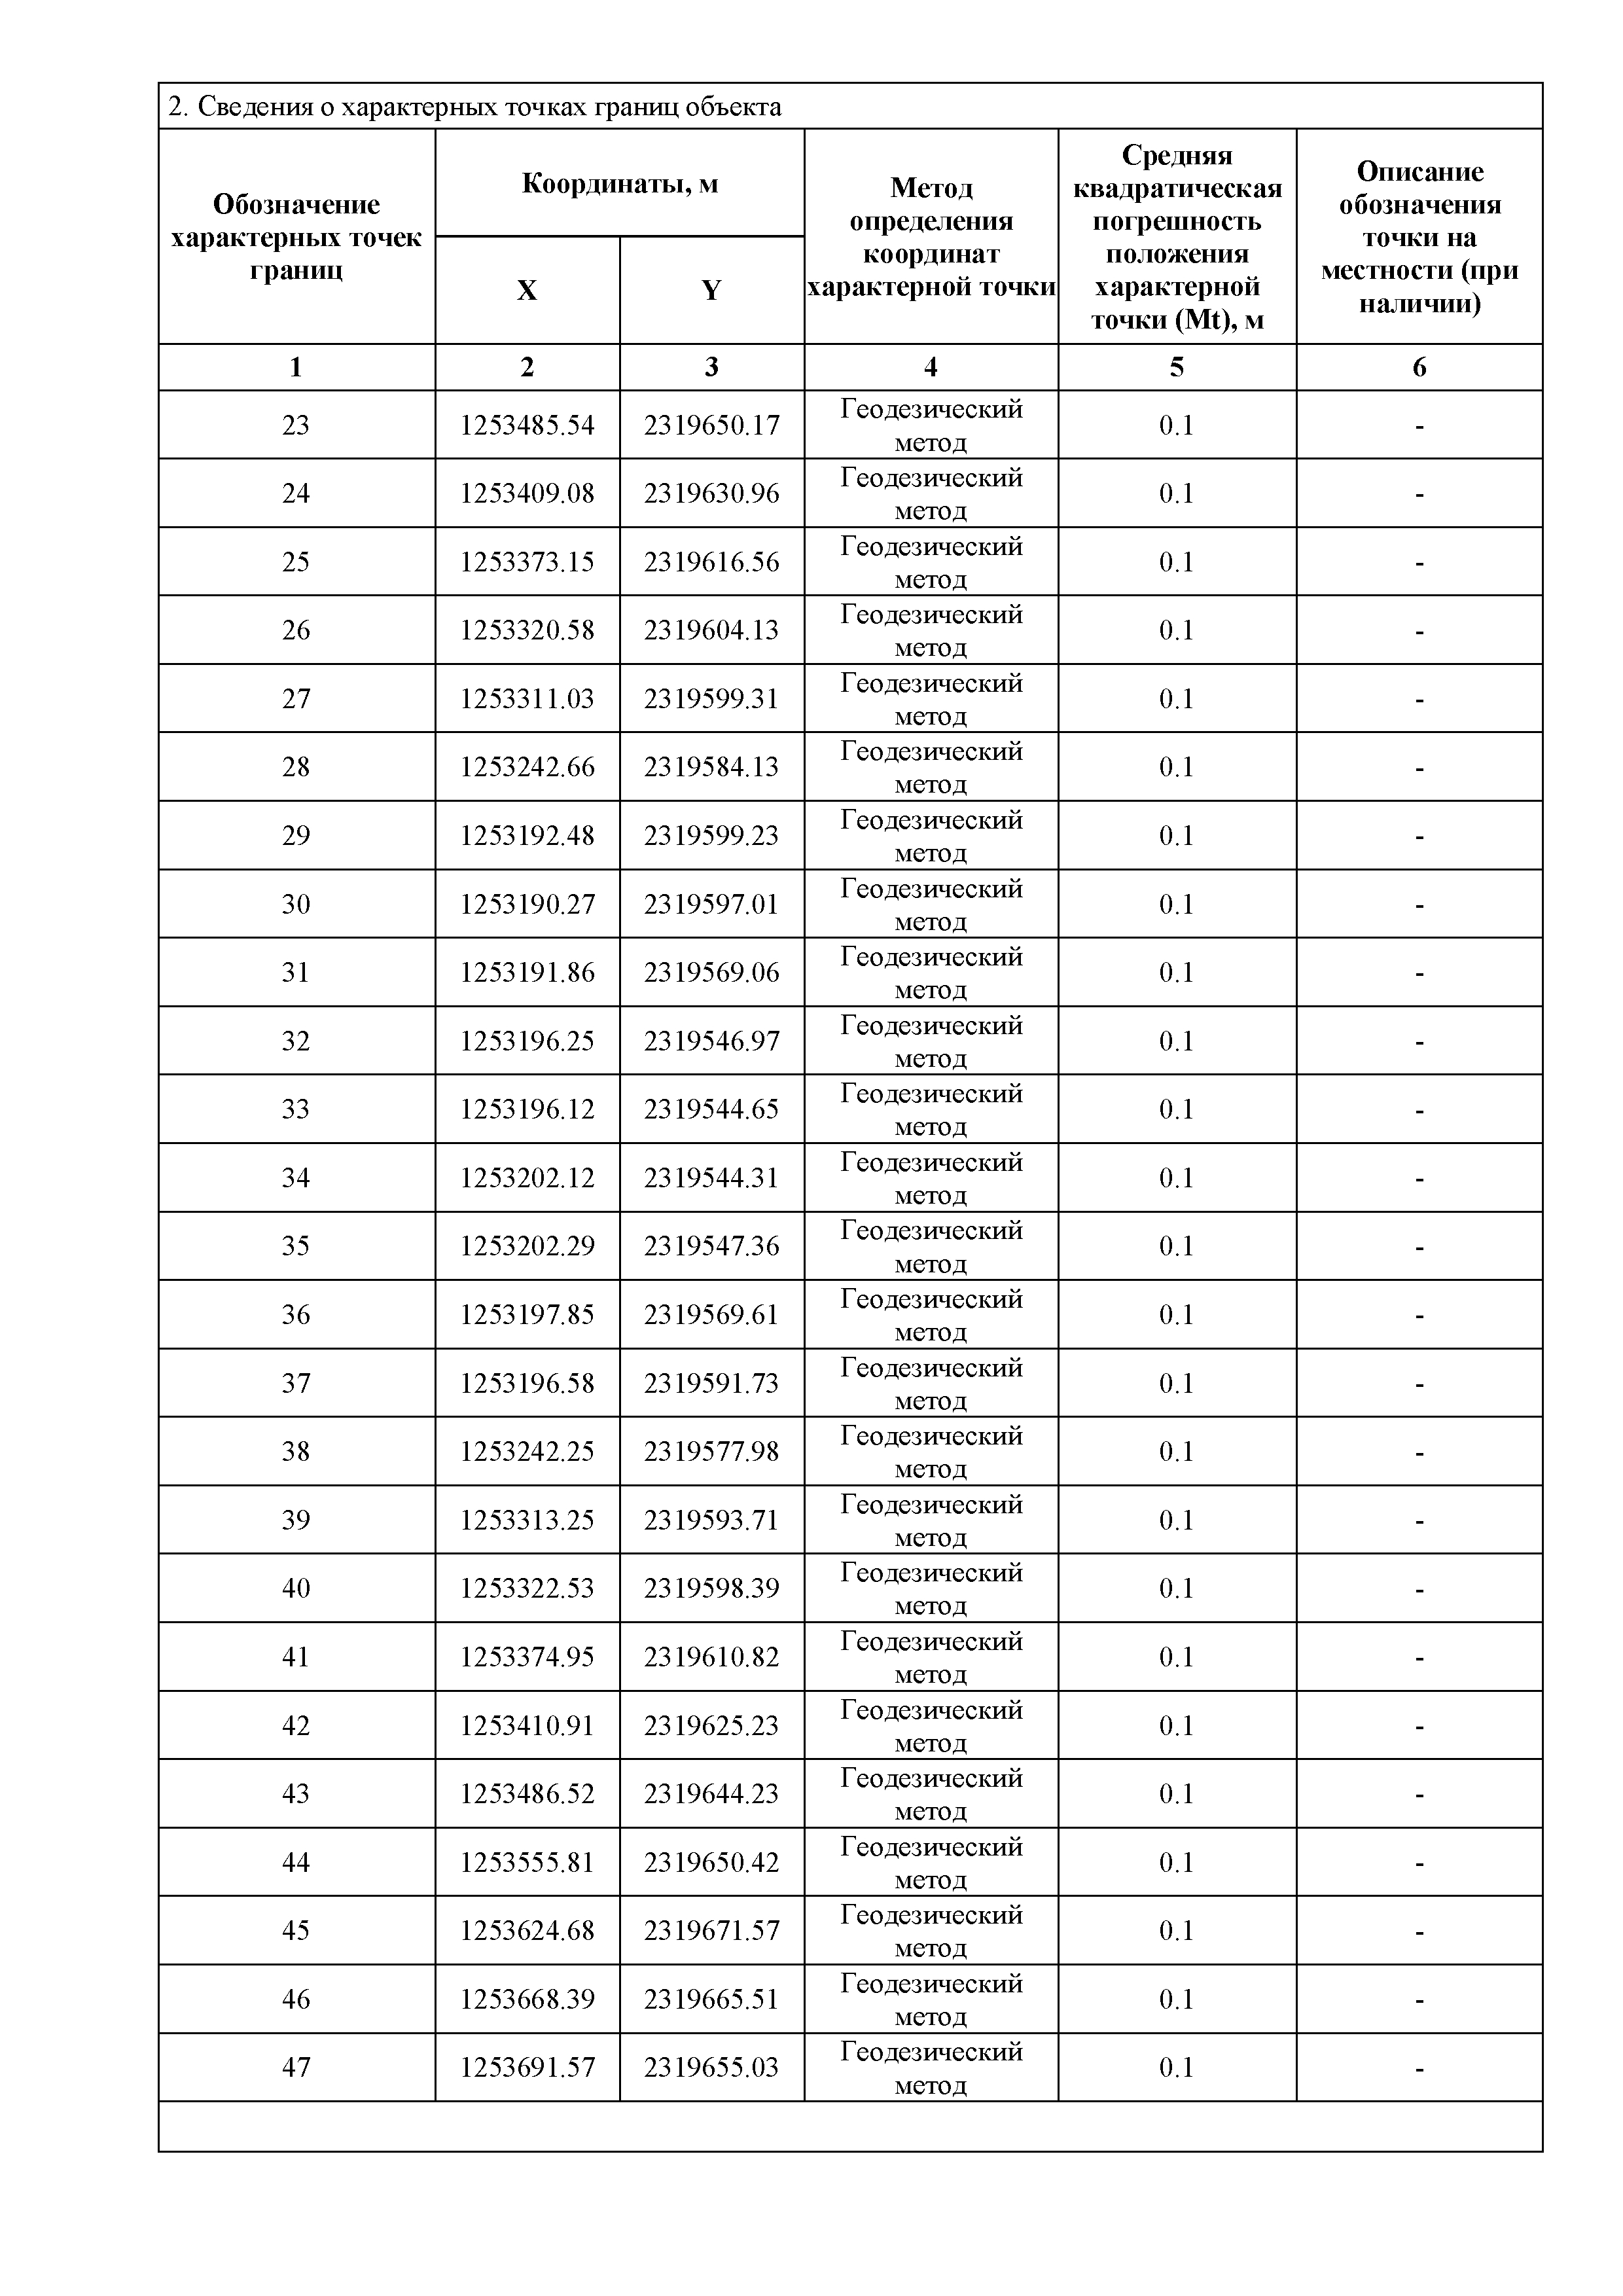 2. Сведения о характерных точках границ объекта
Обозначение
характерных точек
границ
Координаты, м
X
Y
Метод
определения
координат
характерной точки
Средняя
квадратическая
погрешность
положения
характерной
точки (Mt), м
Описание
обозначения
точки на
местности (при
наличии)
1 2 3 4 5 6
23 1253485.54 2319650.17 Геодезический метод 0.1 -
24 1253409.08 2319630.96 Геодезический метод 0.1 -
25 1253373.15 2319616.56 Геодезический метод 0.1 -
26 1253320.58 2319604.13 Геодезический метод 0.1 -
27 1253311.03 2319599.31 Геодезический метод 0.1 -
28 1253242.66 2319584.13 Геодезический метод 0.1 -
29 1253192.48 2319599.23 Геодезический метод 0.1 -
30 1253190.27 2319597.01 Геодезический метод 0.1 -
31 1253191.86 2319569.06 Геодезический метод 0.1 -
32 1253196.25 2319546.97 Геодезический метод 0.1 -
33 1253196.12 2319544.65 Геодезический метод 0.1 -
34 1253202.12 2319544.31 Геодезический метод 0.1 -
35 1253202.29 2319547.36 Геодезический метод 0.1 -
36 1253197.85 2319569.61 Геодезический метод 0.1 -
37 1253196.58 2319591.73 Геодезический метод 0.1 -
38 1253242.25 2319577.98 Геодезический метод 0.1 -
39 1253313.25 2319593.71 Геодезический метод 0.1 -
40 1253322.53 2319598.39 Геодезический метод 0.1 -
41 1253374.95 2319610.82 Геодезический метод 0.1 -
42 1253410.91 2319625.23 Геодезический метод 0.1 -
43 1253486.52 2319644.23 Геодезический метод 0.1 -
44 1253555.81 2319650.42 Геодезический метод 0.1 -
45 1253624.68 2319671.57 Геодезический метод 0.1 -
46 1253668.39 2319665.51 Геодезический метод 0.1 -
47 1253691.57 2319655.03 Геодезический метод 0.1 -